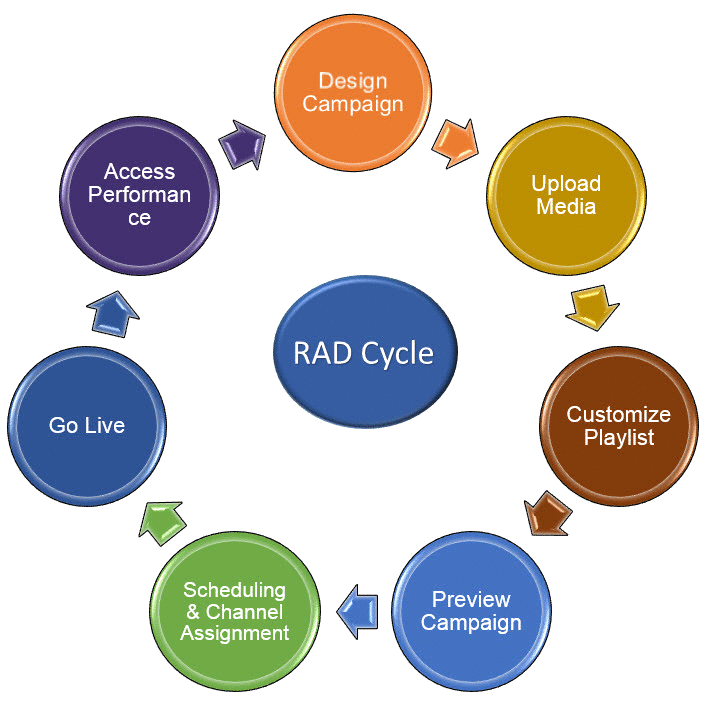 Design
Campaign
Upload
Media
Customize
Playlist
Preview
Campaign
Scheduling
& Channel
Assignment
Go Live
Access
Performan
ce
RAD Cycle